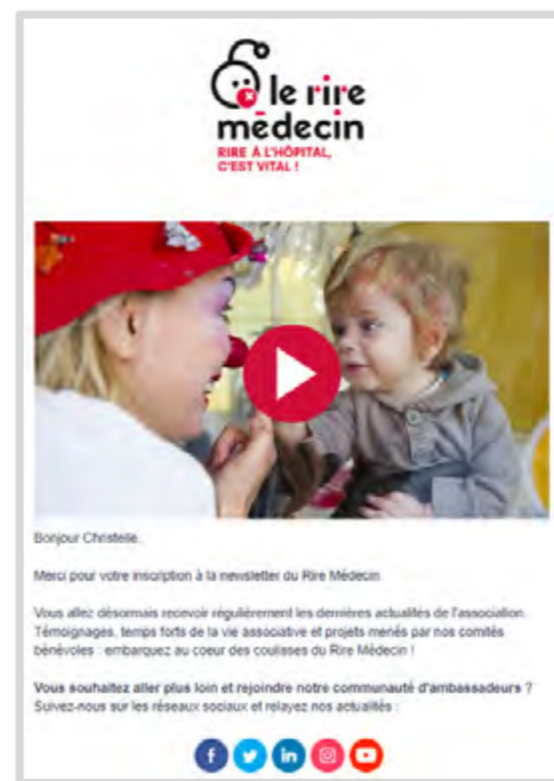 le rire
médecin
RIRE À L'HÔPITAL,
C'EST VITAL !
Bonjour Christelle,
Merci pour votre inscription à la newsletter du Rire Médecin.
Vous allez désormais recevoir régulièrement les dernières actualités de l'association.
Témoignages, temps forts de la vie associative et projets menés par nos comités
bénévoles : embarquez au coeur des coulisses du Rire Médecin !
Vous souhaitez aller plus loin et rejoindre notre communauté d'ambassadeurs ?
Suivez-nous sur les réseaux sociaux et relayez nos actualités :